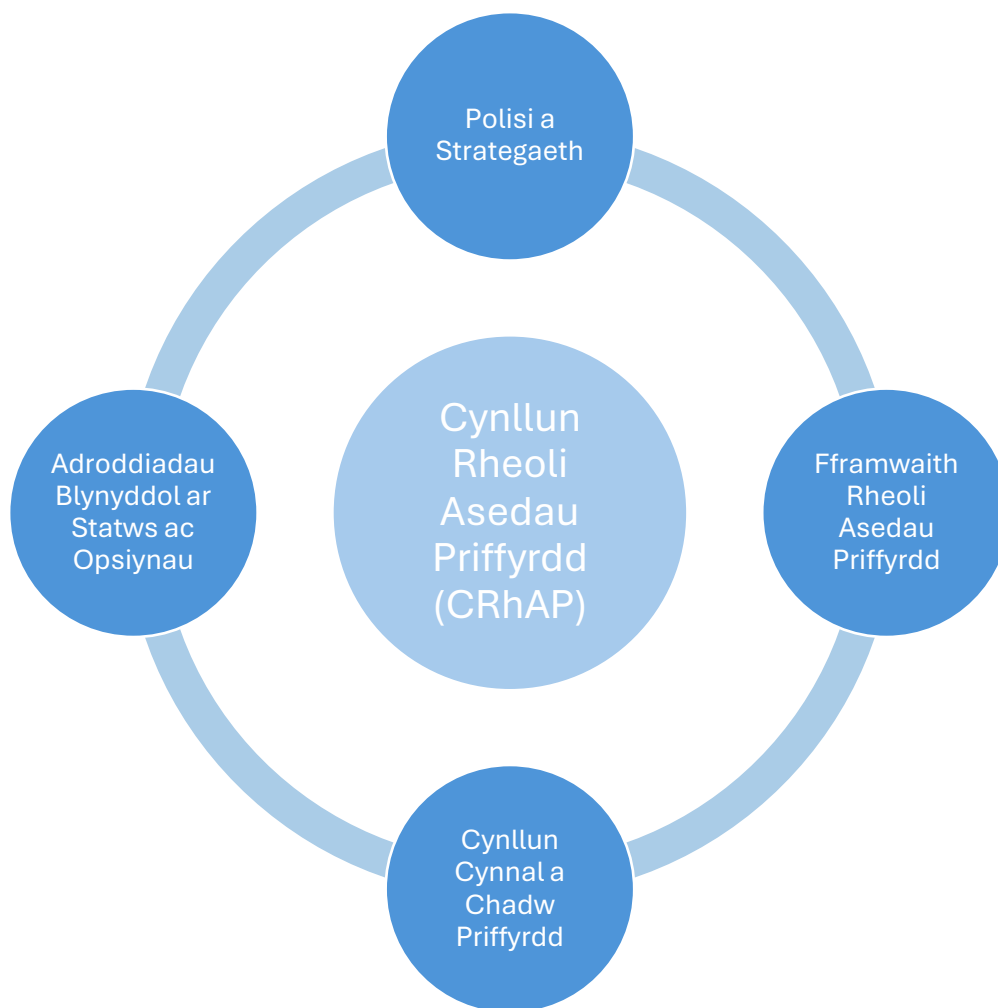 Polisi a
Strategaeth
Adroddiadau
Blynyddol ar
Statws ac
Opsiynau
Cynllun
Rheoli
Asedau
Priffyrdd
(CRhAP)
Fframwaith
Rheoli
Asedau
Priffyrdd
Cynllun
Cynnal a
Chadw
Priffyrdd